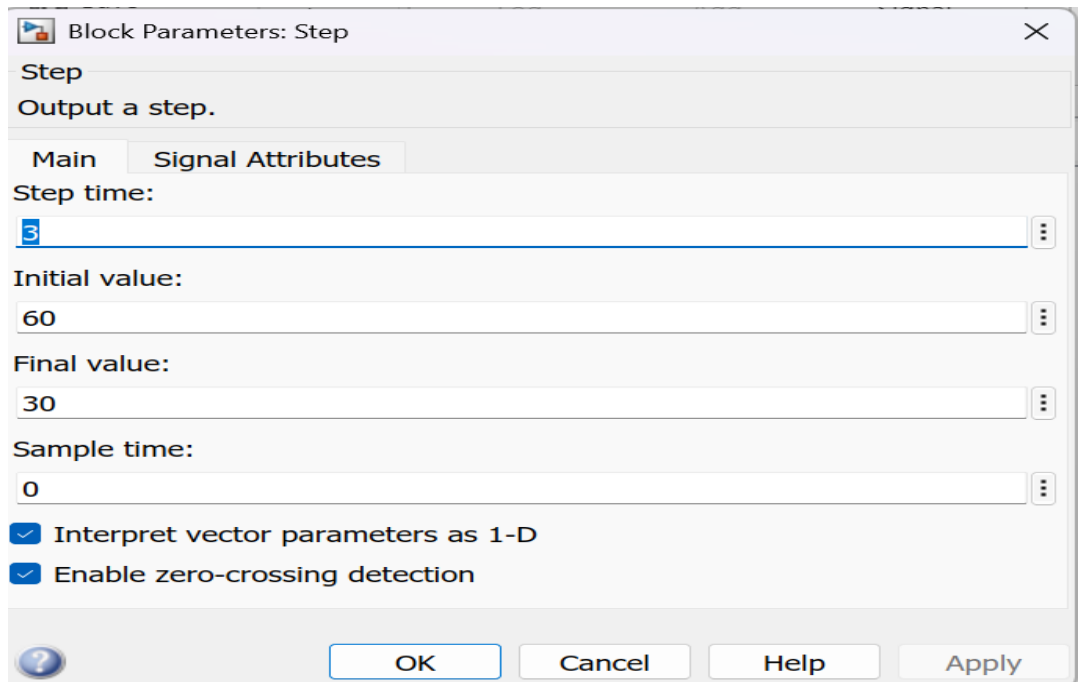 Block Parameters: Step
Step
Output a step.
Main Signal Attributes
Step time:
3
Initial value:
60
Final value:
30
Sample time:
0
Interpret vector parameters as 1-D
Enable zero-crossing detection
? OK Cancel Help Apply